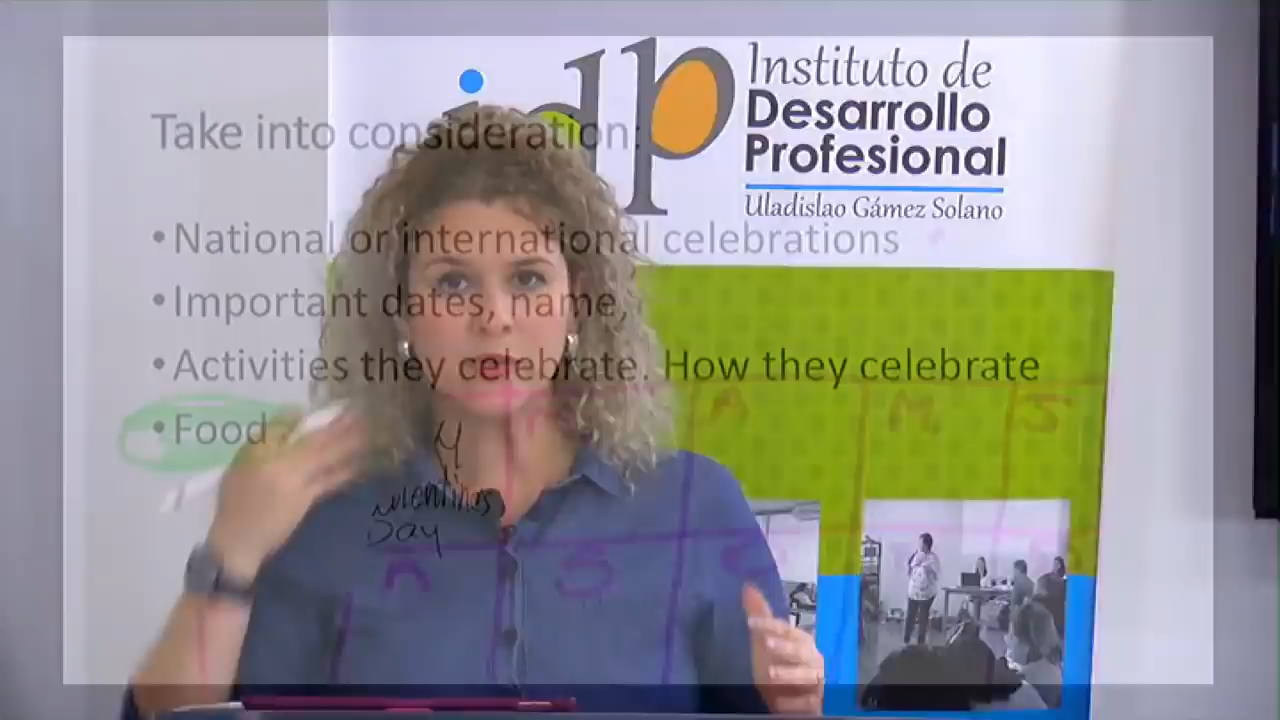 idp
Instituto de
Desarrollo
Profesional
Uladislao Gámez Solano
Take into consideration:
• National or international celebrations
• Important dates, name,
• Activities they celebrate. How they celebrate
• Food
A M J
Day
A S